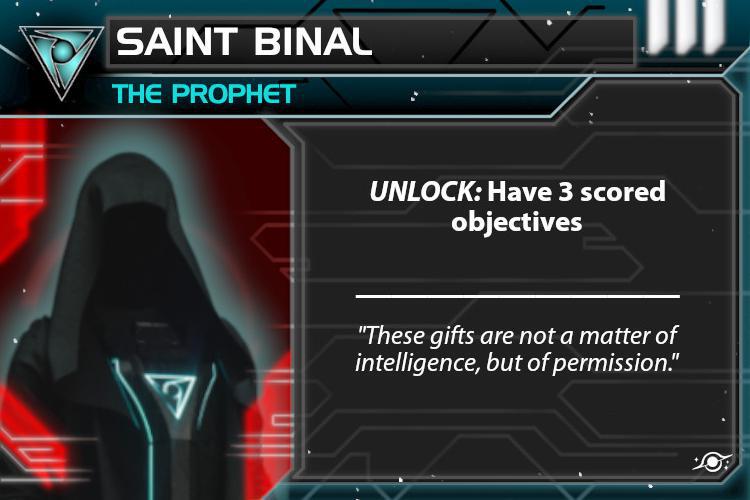 SAINT BINAL
THE PROPHET
UNLOCK: Have 3 scored
objectives
"These gifts are not a matter of
intelligence, but of permission."